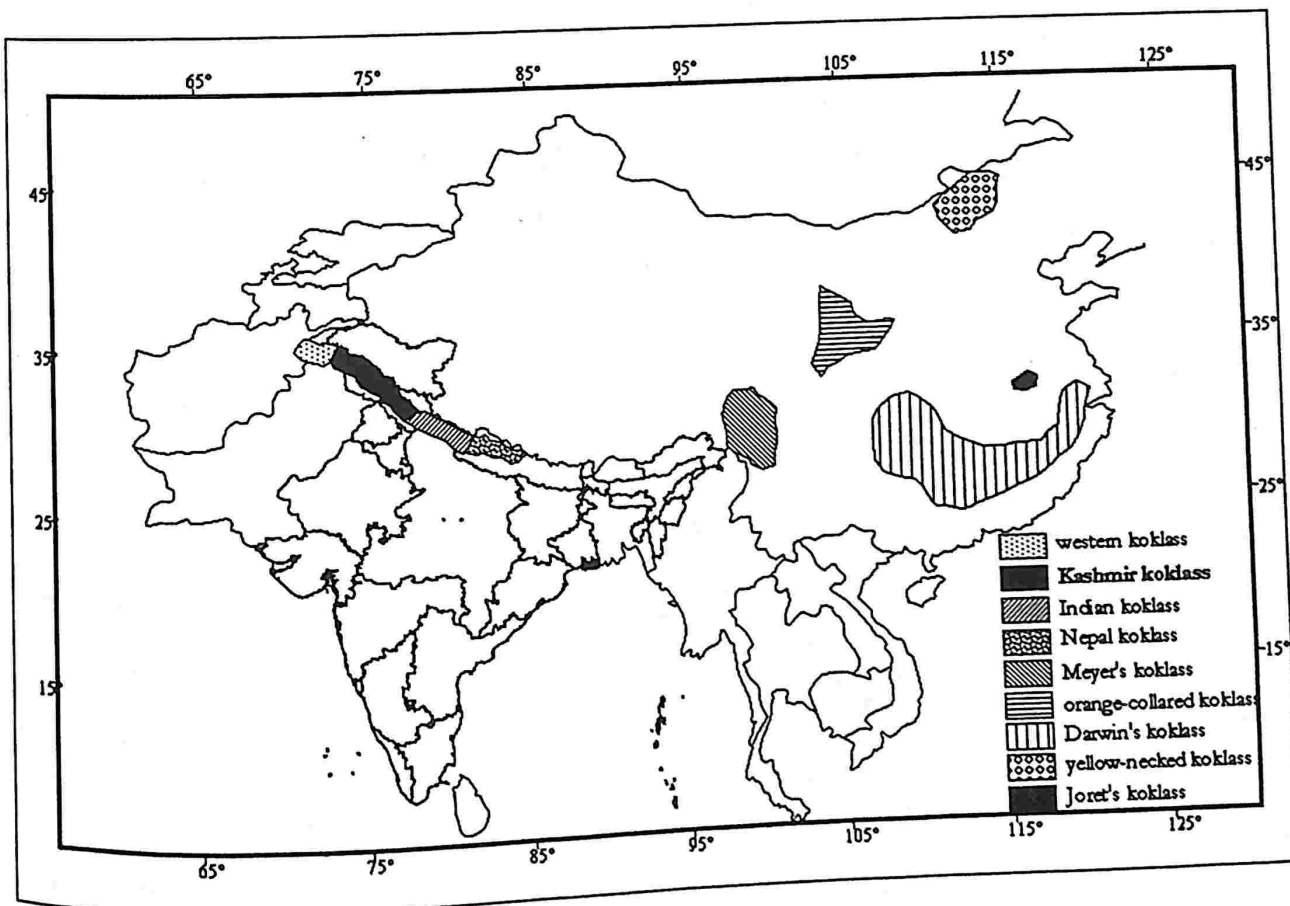 65° 75° 85° 95° 105° 115° 125°
45° 45°
35° 35°
25° 25°
15° 15°
western koklass
Kashmir koklass
Indian koklass
Nepal koklass
Meyer's koklass
orange-collared koklass
Darwin's koklass
yellow-necked koklass
Joret's koklass
65° 75° 85° 95° 105° 115° 125°